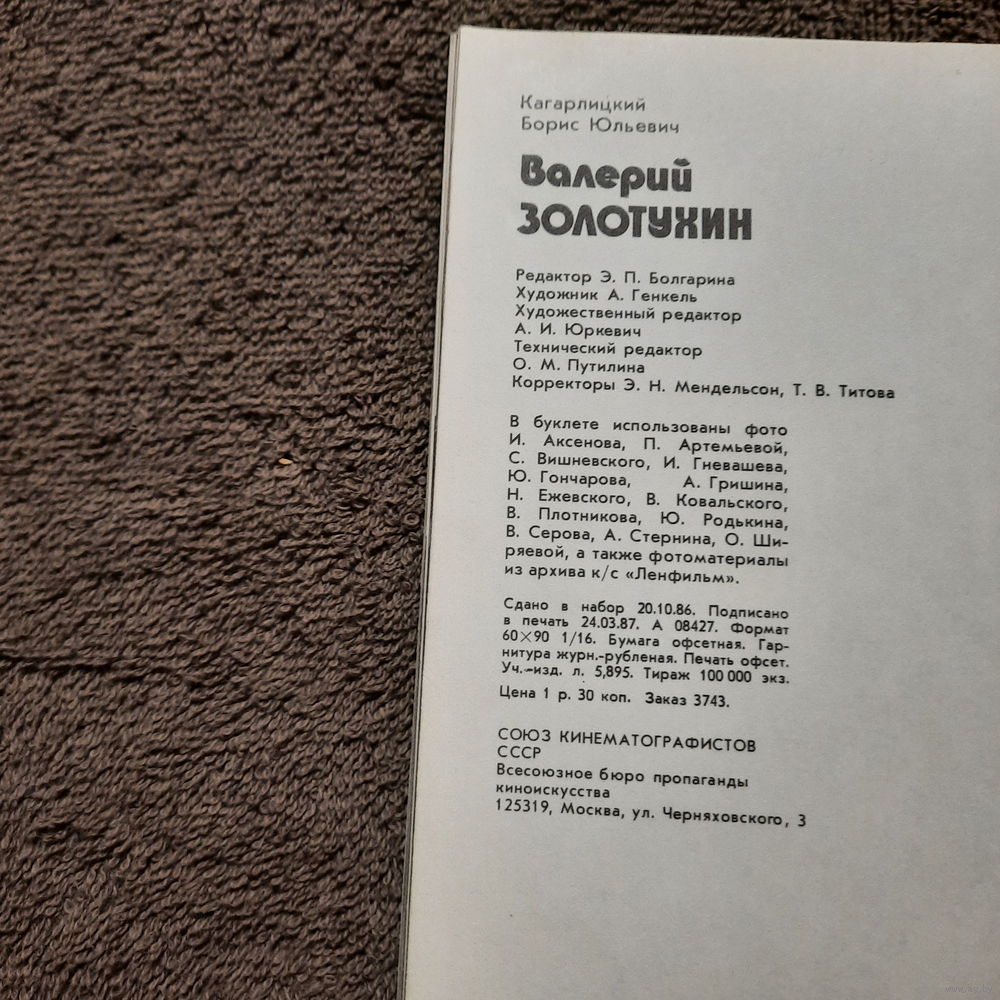 Кагарлицкий
Борис Юльевич
Валерий
ЗОЛОТУХИН
Редактор Э. П. Болгарина
Художник А. Генкель
Художественный редактор
А. И. Юркевич
Технический редактор
О. М. Путилина
Корректоры Э. Н. Мендельсон, Т. В. Титова
В буклете использованы фото
И. Аксенова, П. Артемьевой,
С. Вишневского, И. Гневашева,
Ю. Гончарова, А. Гришина,
Н. Ежевского, В. Ковальского,
В. Плотникова, Ю. Родькина,
В. Серова, А. Стернина, О. Ши-
ряевой, а также фотоматериалы
из архива к/с «Ленфильм».
Сдано в набор 20.10.86. Подписано
в печать 24.03.87. А 08427. Формат
60×90 1/16. Бумага офсетная. Гар-
нитура журн.-рубленая. Печать офсет.
Уч.-изд. л. 5,895. Тираж 100 000 экз.
Цена 1 р. 30 коп. Заказ 3743.
СОЮЗ КИНЕМАТОГРАФИСТОВ
СССР
Всесоюзное бюро пропаганды
киноискусства
125319, Москва, ул. Черняховского, 3